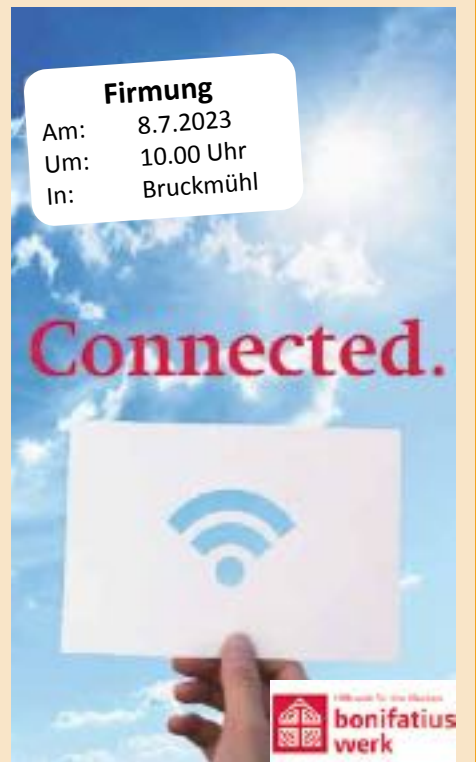 Firmung
Am: 8.7.2023
Um: 10.00 Uhr
In: Bruckmühl
Connected.
bonifatius
werk